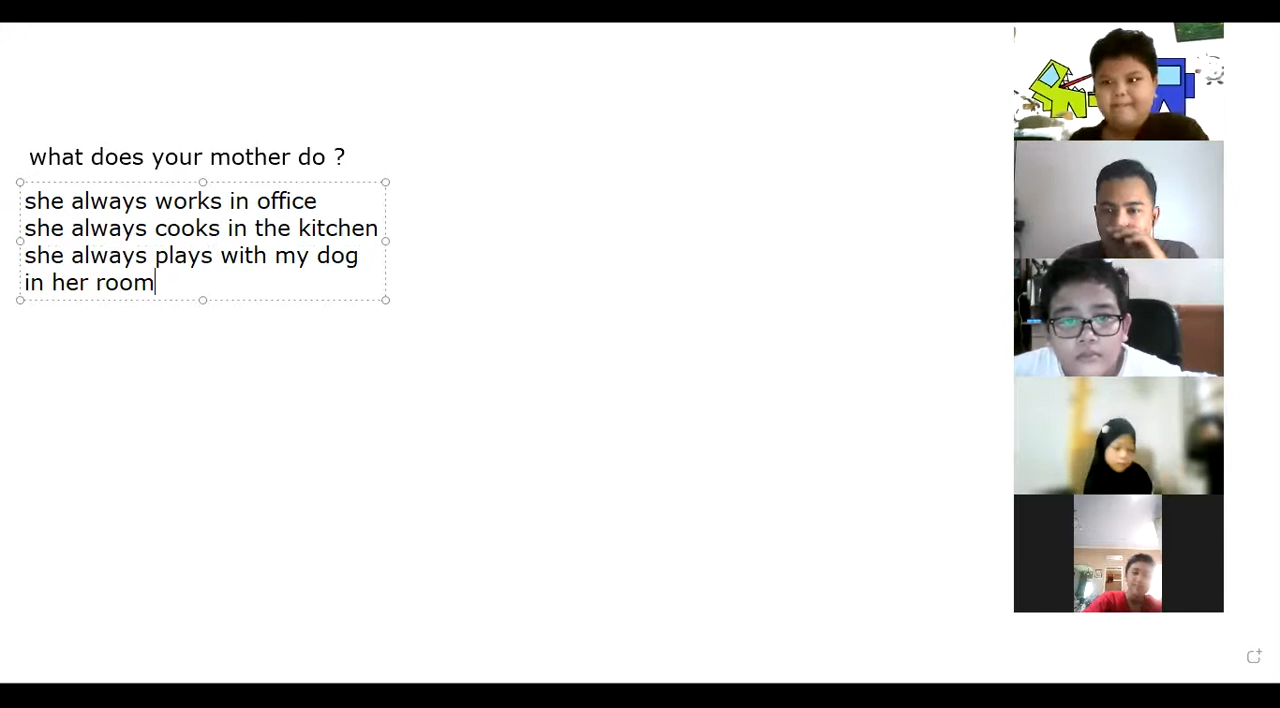 what does your mother do ?
she always works in office
she always cooks in the kitchen
she always plays with my dog
in her room